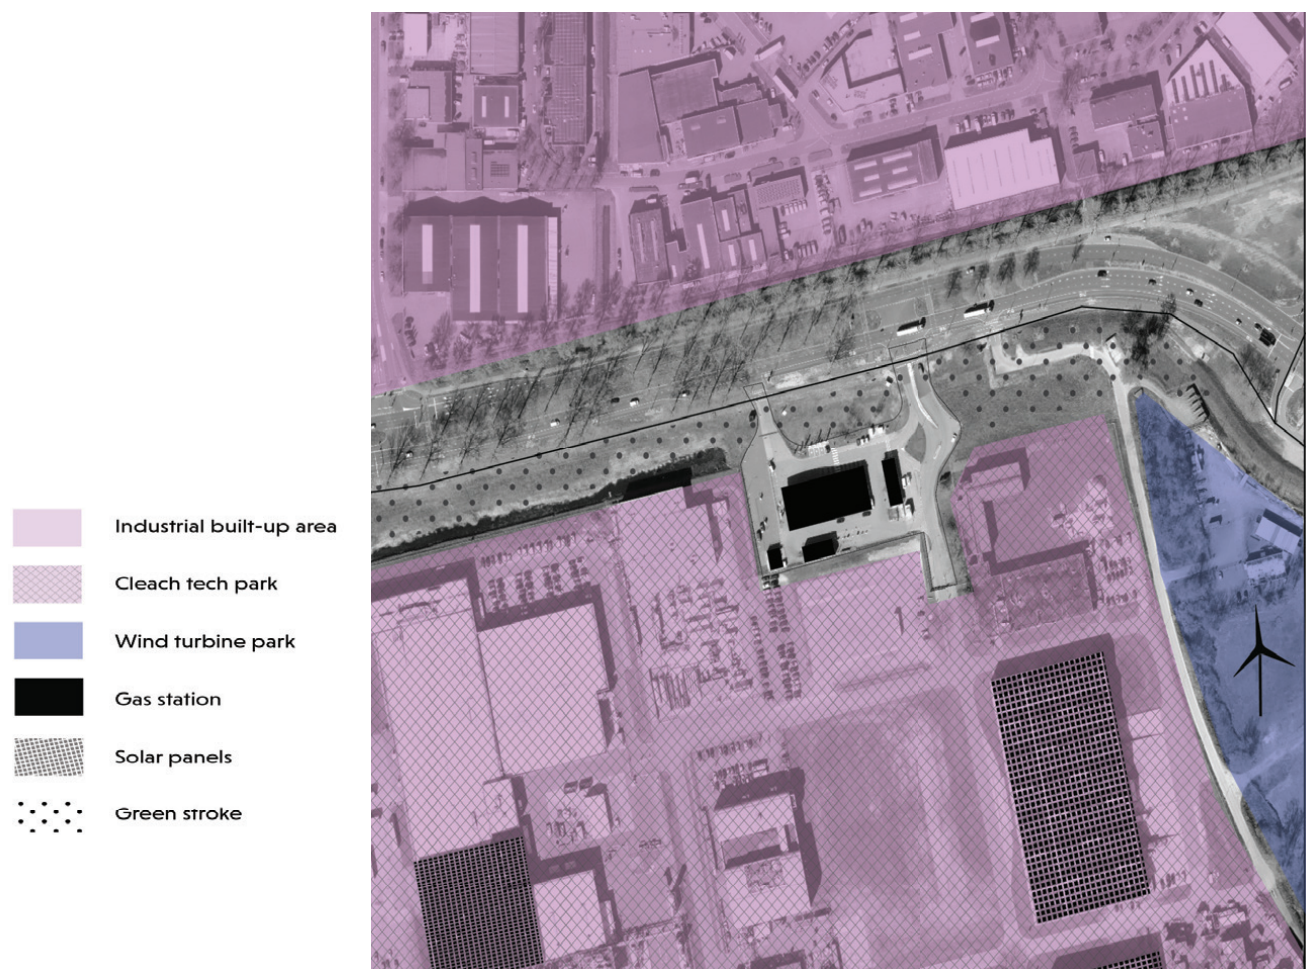 Industrial built-up area
Cleach tech park
Wind turbine park
Gas station
Solar panels
Green stroke